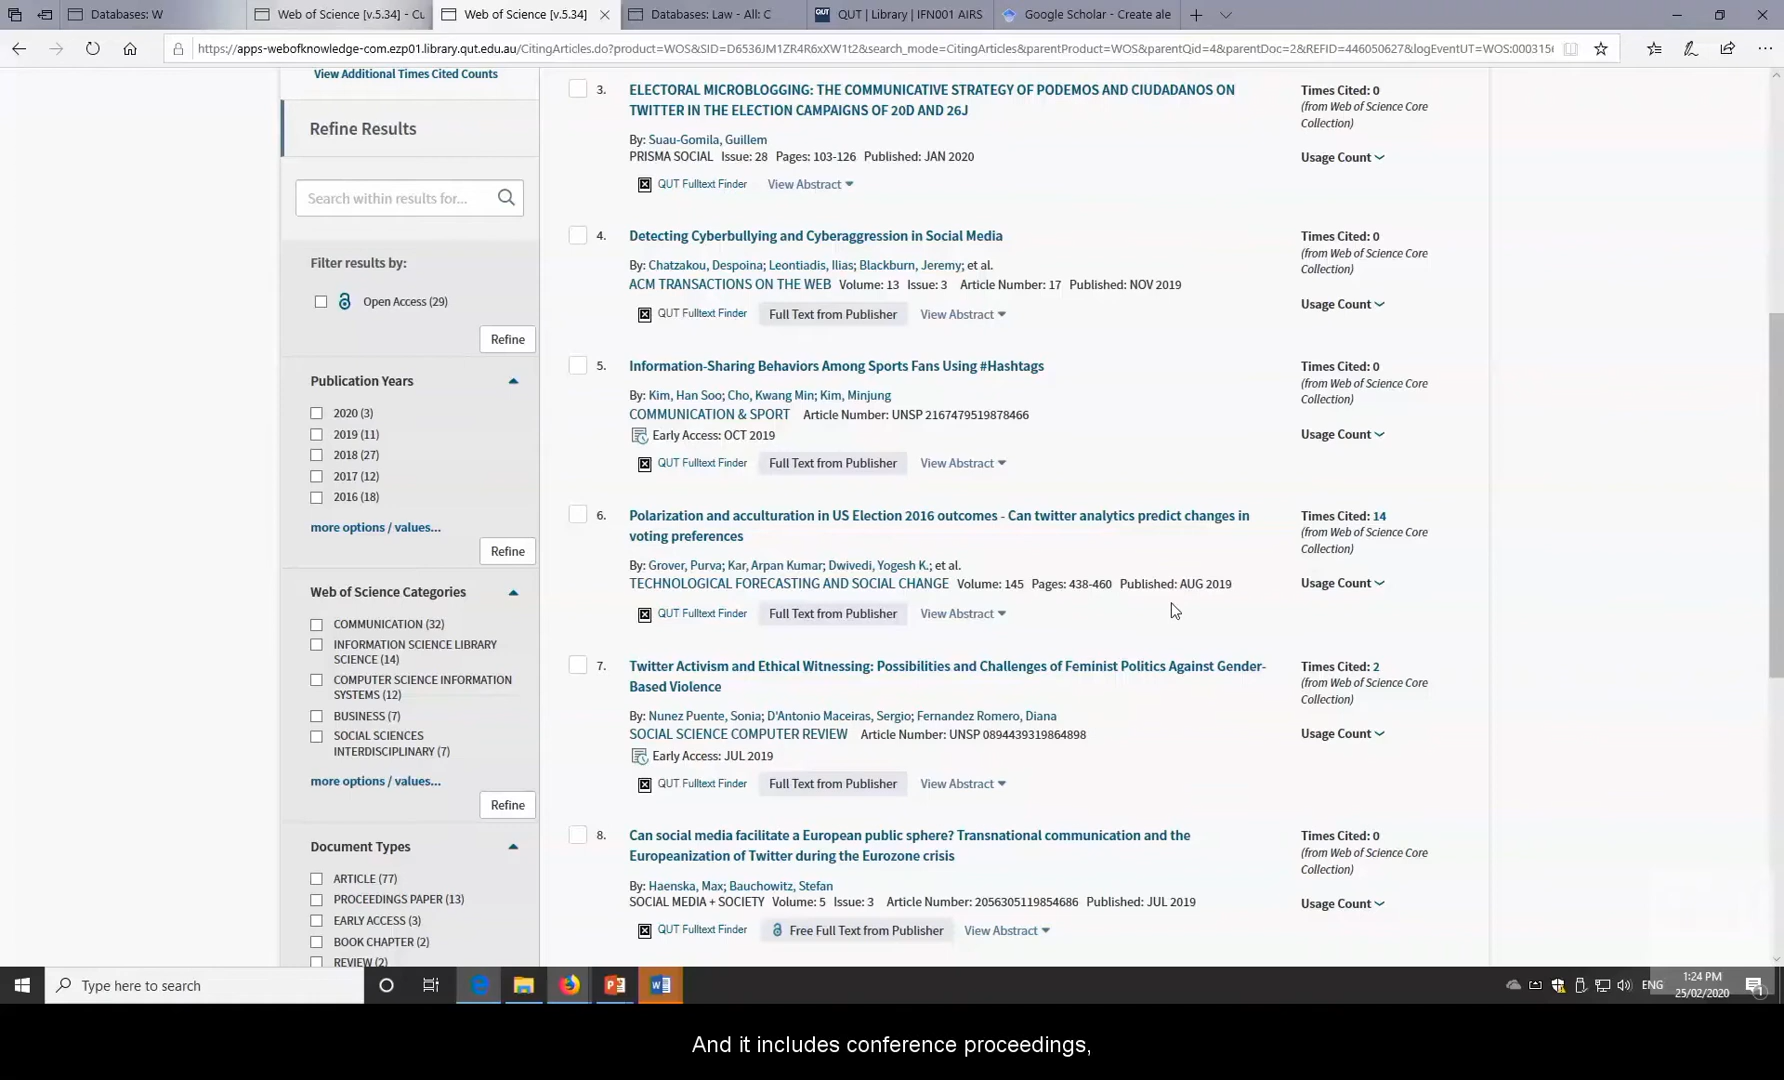 Databases: W
Web of Science [v.5.34] - Cu
Web of Science [v.5.34]
Databases: Law - All: C
QUT | Library | IFN001 AIRS
Google Scholar - Create ale
https://apps-webofknowledge-com.ezp01.library.qut.edu.au/CitingArticles.do?product=WOS&SID=D6536JM1ZR4R6xXW1t2&search_mode=CitingArticles&parentProduct=WOS&parentQid=4&parentDoc=2&REFID=446050627&logEventUT=WOS:000315
View Additional Times Cited Counts
Refine Results
Search within results for...
Filter results by:
Open Access (29)
Refine
Publication Years
2020 (3)
2019 (11)
2018 (27)
2017 (12)
2016 (18)
more options / values...
Refine
Web of Science Categories
COMMUNICATION (32)
INFORMATION SCIENCE LIBRARY
SCIENCE (14)
COMPUTER SCIENCE INFORMATION
SYSTEMS (12)
BUSINESS (7)
SOCIAL SCIENCES
INTERDISCIPLINARY (7)
more options / values...
Refine
Document Types
ARTICLE (77)
PROCEEDINGS PAPER (13)
EARLY ACCESS (3)
BOOK CHAPTER (2)
REVIEW (2)
3. ELECTORAL MICROBLOGGING: THE COMMUNICATIVE STRATEGY OF PODEMOS AND CIUDADANOS ON
TWITTER IN THE ELECTION CAMPAIGNS OF 20D AND 26J
By: Suau-Gomila, Guillem
PRISMA SOCIAL Issue: 28 Pages: 103-126 Published: JAN 2020
QUT Fulltext Finder View Abstract
Times Cited: 0
(from Web of Science Core
Collection)
Usage Count
4. Detecting Cyberbullying and Cyberaggression in Social Media
By: Chatzakou, Despoina; Leontiadis, Ilias; Blackburn, Jeremy; et al.
ACM TRANSACTIONS ON THE WEB Volume: 13 Issue: 3 Article Number: 17 Published: NOV 2019
QUT Fulltext Finder Full Text from Publisher View Abstract
Times Cited: 0
(from Web of Science Core
Collection)
Usage Count
5. Information-Sharing Behaviors Among Sports Fans Using #Hashtags
By: Kim, Han Soo; Cho, Kwang Min; Kim, Minjung
COMMUNICATION & SPORT Article Number: UNSP 2167479519878466
Early Access: OCT 2019
QUT Fulltext Finder Full Text from Publisher View Abstract
Times Cited: 0
(from Web of Science Core
Collection)
Usage Count
6. Polarization and acculturation in US Election 2016 outcomes - Can twitter analytics predict changes in
voting preferences
By: Grover, Purva; Kar, Arpan Kumar; Dwivedi, Yogesh K.; et al.
TECHNOLOGICAL FORECASTING AND SOCIAL CHANGE Volume: 145 Pages: 438-460 Published: AUG 2019
QUT Fulltext Finder Full Text from Publisher View Abstract
Times Cited: 14
(from Web of Science Core
Collection)
Usage Count
7. Twitter Activism and Ethical Witnessing: Possibilities and Challenges of Feminist Politics Against Gender-
Based Violence
By: Nunez Puente, Sonia; D'Antonio Maceiras, Sergio; Fernandez Romero, Diana
SOCIAL SCIENCE COMPUTER REVIEW Article Number: UNSP 0894439319864898
Early Access: JUL 2019
QUT Fulltext Finder Full Text from Publisher View Abstract
Times Cited: 2
(from Web of Science Core
Collection)
Usage Count
8. Can social media facilitate a European public sphere? Transnational communication and the
Europeanization of Twitter during the Eurozone crisis
By: Haenska, Max; Bauchowitz, Stefan
SOCIAL MEDIA + SOCIETY Volume: 5 Issue: 3 Article Number: 2056305119854686 Published: JUL 2019
QUT Fulltext Finder Free Full Text from Publisher View Abstract
Times Cited: 0
(from Web of Science Core
Collection)
Usage Count
Type here to search
ENG
1:24 PM
25/02/2020
And it includes conference proceedings,